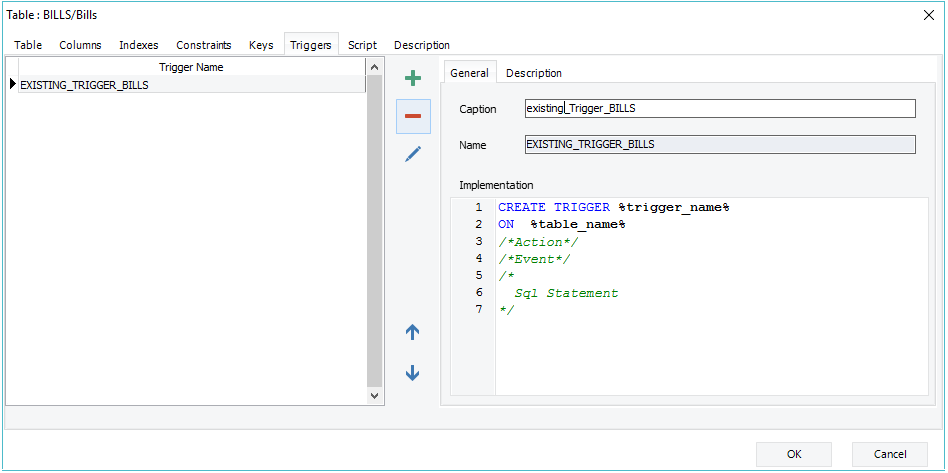 Table : BILLS/Bills
Table Columns Indexes Constraints Keys Triggers Script Description
Trigger Name
EXISTING_TRIGGER_BILLS
General Description
Caption existing_Trigger_BILLS
Name EXISTING_TRIGGER_BILLS
Implementation
1 CREATE TRIGGER %trigger_name%
2 ON %table_name%
3 /*Action*/
4 /*Event*/
5 /*
6 Sql Statement
7 */
OK Cancel